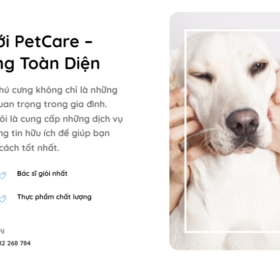 ới PetCare –
ng Toàn Diện
hú cưng không chỉ là những
uan trọng trong gia đình.
ôi là cung cấp những dịch vụ
ng tin hữu ích để giúp bạn
cách tốt nhất.
Bác sĩ giỏi nhất
Thực phẩm chất lượng
y
02 268 784